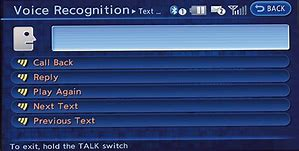 Voice Recognition ▸ Text ... BACK
Call Back
Reply
Play Again
Next Text
Previous Text
To exit, hold the TALK switch